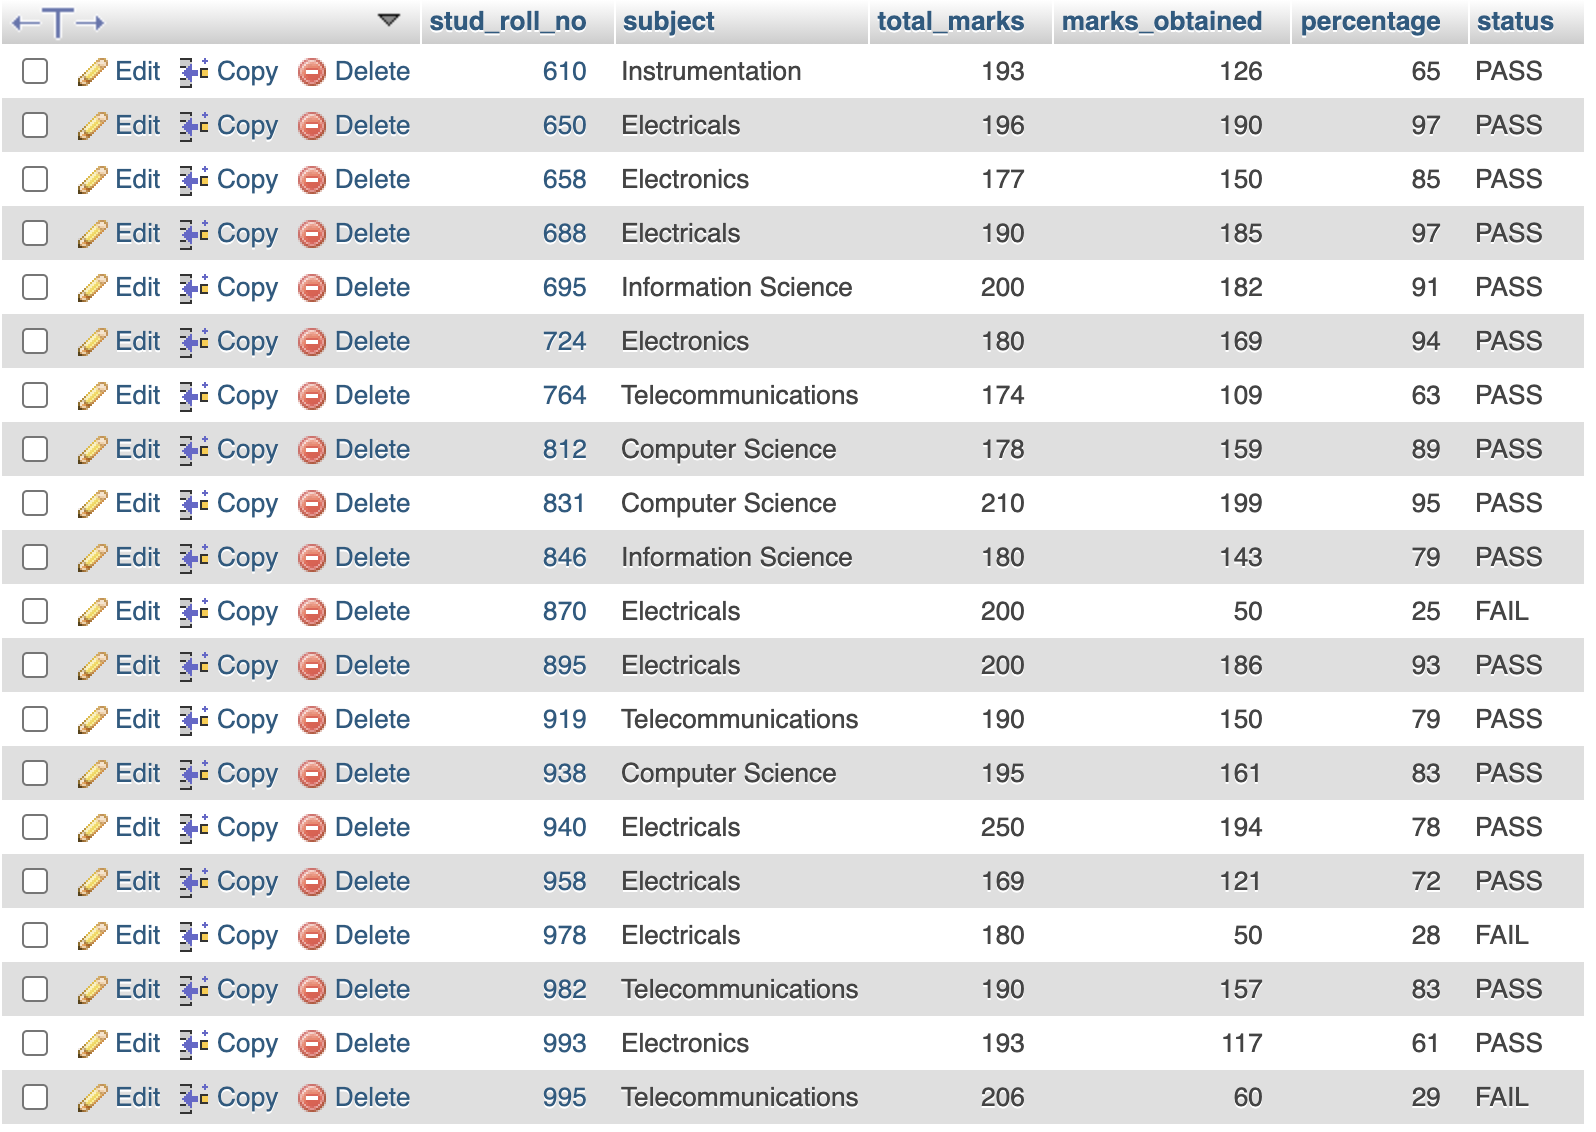 stud_roll_no subject total_marks marks_obtained percentage status
Edit Copy Delete 610 Instrumentation 193 126 65 PASS
Edit Copy Delete 650 Electricals 196 190 97 PASS
Edit Copy Delete 658 Electronics 177 150 85 PASS
Edit Copy Delete 688 Electricals 190 185 97 PASS
Edit Copy Delete 695 Information Science 200 182 91 PASS
Edit Copy Delete 724 Electronics 180 169 94 PASS
Edit Copy Delete 764 Telecommunications 174 109 63 PASS
Edit Copy Delete 812 Computer Science 178 159 89 PASS
Edit Copy Delete 831 Computer Science 210 199 95 PASS
Edit Copy Delete 846 Information Science 180 143 79 PASS
Edit Copy Delete 870 Electricals 200 50 25 FAIL
Edit Copy Delete 895 Electricals 200 186 93 PASS
Edit Copy Delete 919 Telecommunications 190 150 79 PASS
Edit Copy Delete 938 Computer Science 195 161 83 PASS
Edit Copy Delete 940 Electricals 250 194 78 PASS
Edit Copy Delete 958 Electricals 169 121 72 PASS
Edit Copy Delete 978 Electricals 180 50 28 FAIL
Edit Copy Delete 982 Telecommunications 190 157 83 PASS
Edit Copy Delete 993 Electronics 193 117 61 PASS
Edit Copy Delete 995 Telecommunications 206 60 29 FAIL